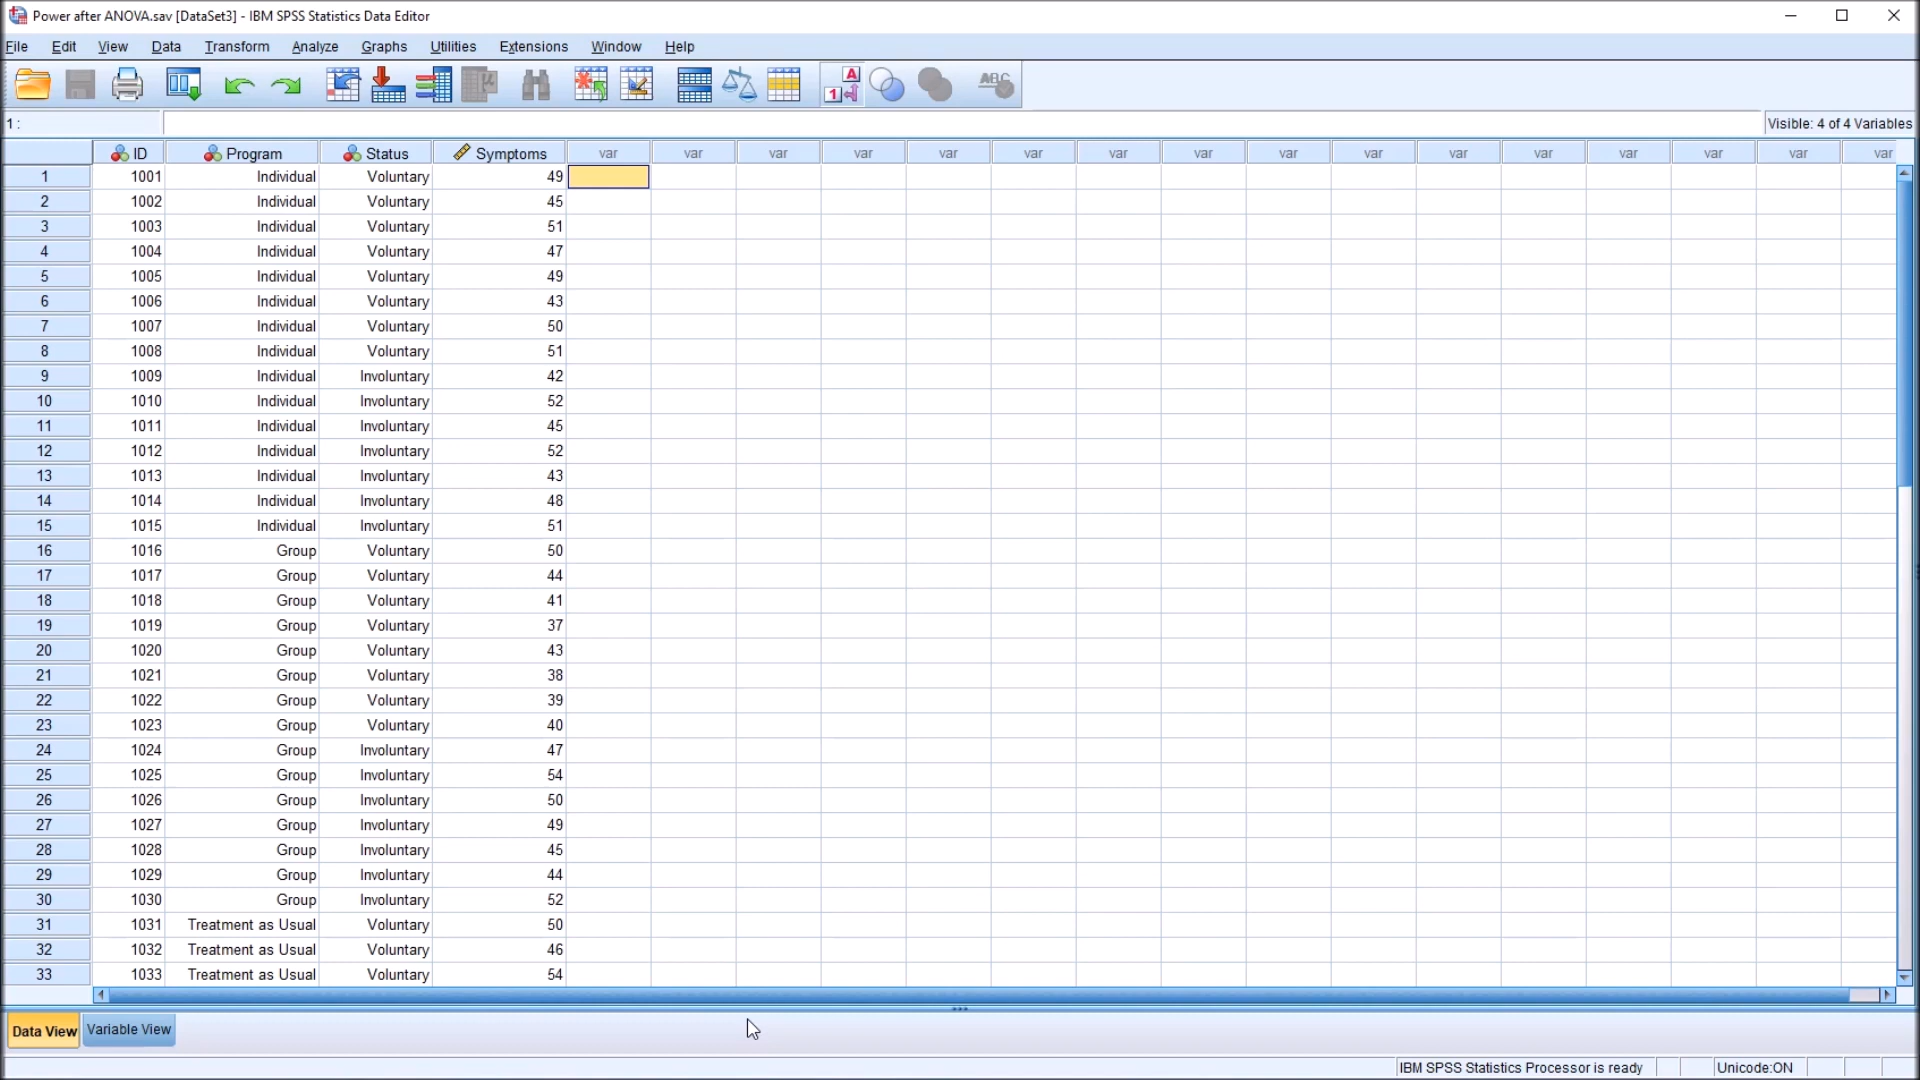 Power after ANOVA.sav [DataSet3] - IBM SPSS Statistics Data Editor
File Edit View Data Transform Analyze Graphs Utilities Extensions Window Help
A 1 ABC
1 : Visible: 4 of 4 Variables
ID Program Status Symptoms var var var var var var var var var var var var var var var var
1 1001 Individual Voluntary 49
2 1002 Individual Voluntary 45
3 1003 Individual Voluntary 51
4 1004 Individual Voluntary 47
5 1005 Individual Voluntary 49
6 1006 Individual Voluntary 43
7 1007 Individual Voluntary 50
8 1008 Individual Voluntary 51
9 1009 Individual Involuntary 42
10 1010 Individual Involuntary 52
11 1011 Individual Involuntary 45
12 1012 Individual Involuntary 52
13 1013 Individual Involuntary 43
14 1014 Individual Involuntary 48
15 1015 Individual Involuntary 51
16 1016 Group Voluntary 50
17 1017 Group Voluntary 44
18 1018 Group Voluntary 41
19 1019 Group Voluntary 37
20 1020 Group Voluntary 43
21 1021 Group Voluntary 38
22 1022 Group Voluntary 39
23 1023 Group Voluntary 40
24 1024 Group Involuntary 47
25 1025 Group Involuntary 54
26 1026 Group Involuntary 50
27 1027 Group Involuntary 49
28 1028 Group Involuntary 45
29 1029 Group Involuntary 44
30 1030 Group Involuntary 52
31 1031 Treatment as Usual Voluntary 50
32 1032 Treatment as Usual Voluntary 46
33 1033 Treatment as Usual Voluntary 54
Data View Variable View
IBM SPSS Statistics Processor is ready Unicode:ON